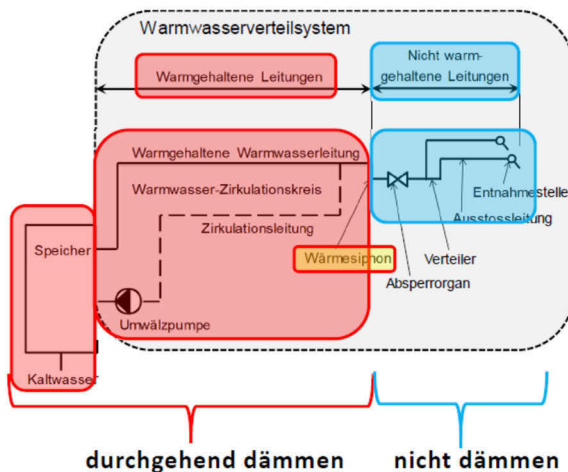 Warmwasserverteilsystem
Warmgehaltene Leitungen
Nicht warm-
gehaltene Leitungen
Warmgehaltene Warmwasserleitung
Warmwasser-Zirkulationskreis
Zirkulationsleitung
Speicher
Umwälzpumpe
Kaltwasser
Wärmesiphon
Entnahmestelle
Ausstossleitung
Verteiler
Absperrorgan
durchgehend dämmen
nicht dämmen